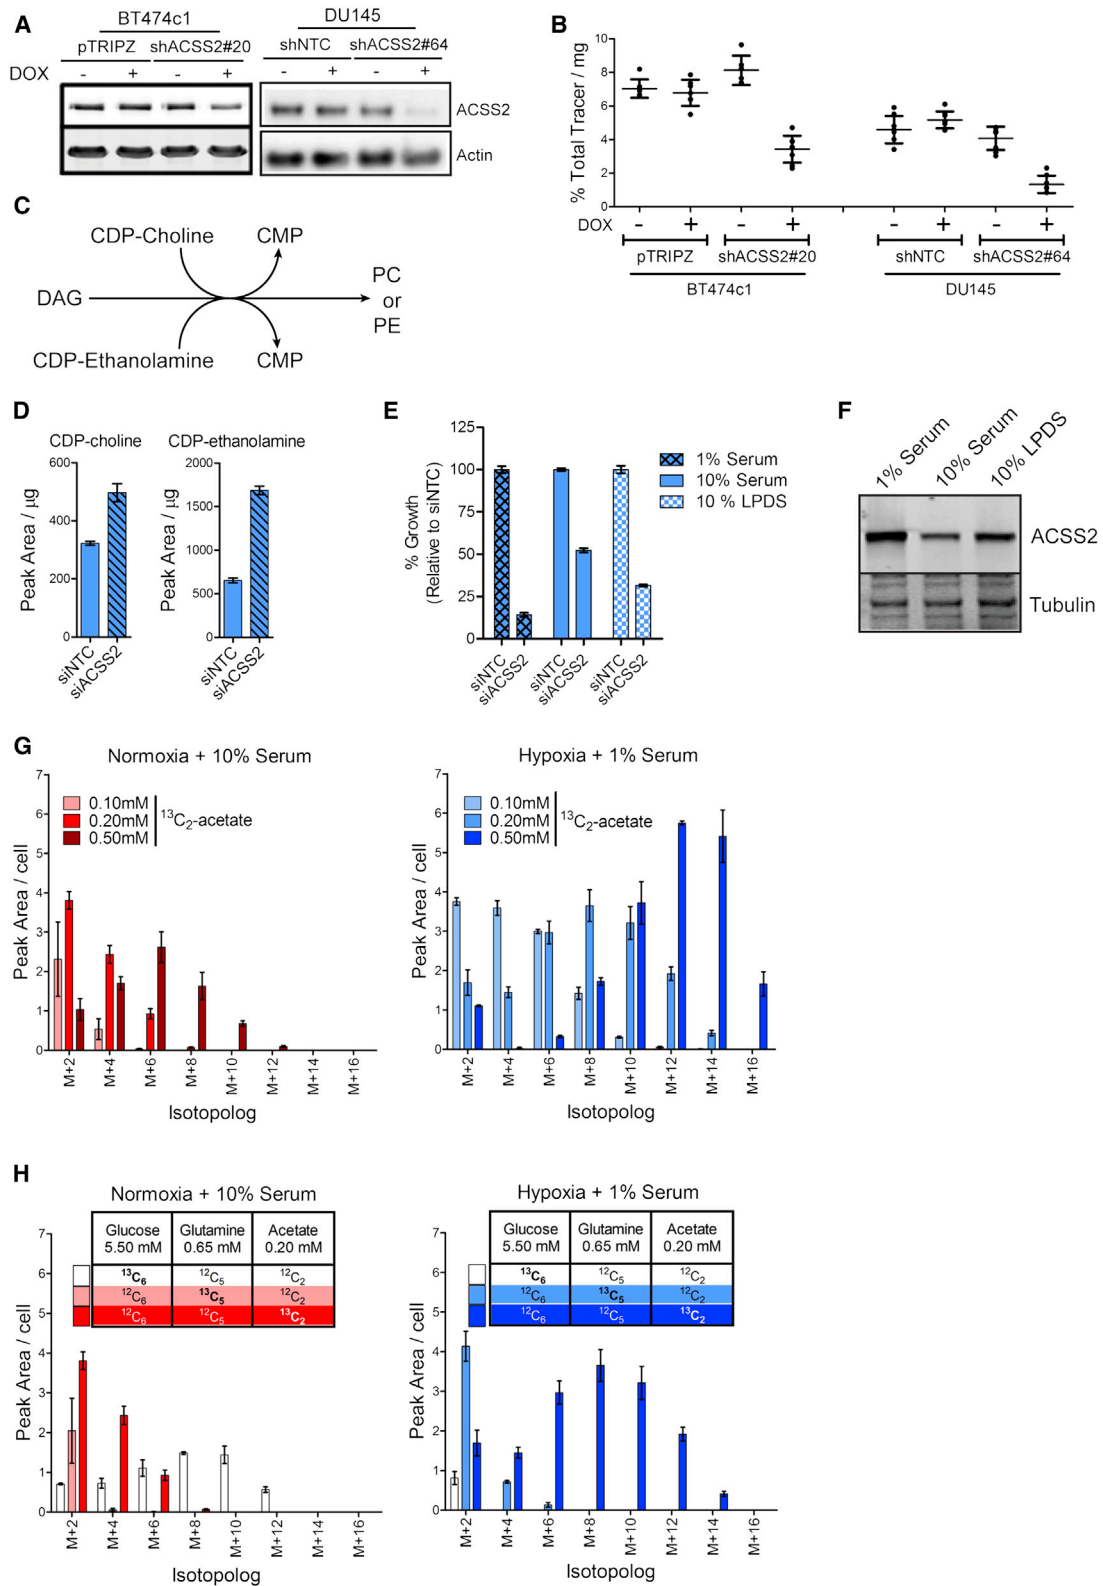 A
BT474c1
DU145
pTRIPZ shACSS2#20
shNTC shACSS2#64
DOX - + - + - + - +
ACSS2
Actin
B
% Total Tracer / mg
10
8
6
4
2
0
DOX - + - + - + - +
pTRIPZ shACSS2#20 shNTC shACSS2#64
BT474c1 DU145
C
CDP-Choline CMP
DAG
PC
or
PE
CDP-Ethanolamine CMP
D
CDP-choline
Peak Area / µg
600
400
200
0
siNTC
siACSS2
CDP-ethanolamine
Peak Area / µg
2000
1500
1000
500
0
siNTC
siACSS2
E
% Growth
(Relative to siNTC)
125
100
75
50
25
0
siNTC
siACSS2
siNTC
siACSS2
siNTC
siACSS2
1% Serum
10% Serum
10 % LPDS
F
1% Serum
10% Serum
10% LPDS
ACSS2
Tubulin
G
Normoxia + 10% Serum
Peak Area / cell
7
6
5
4
3
2
1
0
0.10mM
0.20mM
0.50mM
¹³C₂-acetate
M+2 M+4 M+6 M+8 M+10 M+12 M+14 M+16
Isotopolog
Hypoxia + 1% Serum
Peak Area / cell
7
6
5
4
3
2
1
0
0.10mM
0.20mM
0.50mM
¹³C₂-acetate
M+2 M+4 M+6 M+8 M+10 M+12 M+14 M+16
Isotopolog
H
Normoxia + 10% Serum
Peak Area / cell
7
6
5
4
3
2
1
0
Glucose Glutamine Acetate
5.50 mM 0.65 mM 0.20 mM
¹³C₆ ¹²C₅ ¹²C₂
¹²C₆ ¹³C₅ ¹²C₂
¹²C₆ ¹²C₅ ¹³C₂
M+2 M+4 M+6 M+8 M+10 M+12 M+14 M+16
Isotopolog
Hypoxia + 1% Serum
Peak Area / cell
7
6
5
4
3
2
1
0
Glucose Glutamine Acetate
5.50 mM 0.65 mM 0.20 mM
¹³C₆ ¹²C₅ ¹²C₂
¹²C₆ ¹³C₅ ¹²C₂
¹²C₆ ¹²C₅ ¹³C₂
M+2 M+4 M+6 M+8 M+10 M+12 M+14 M+16
Isotopolog